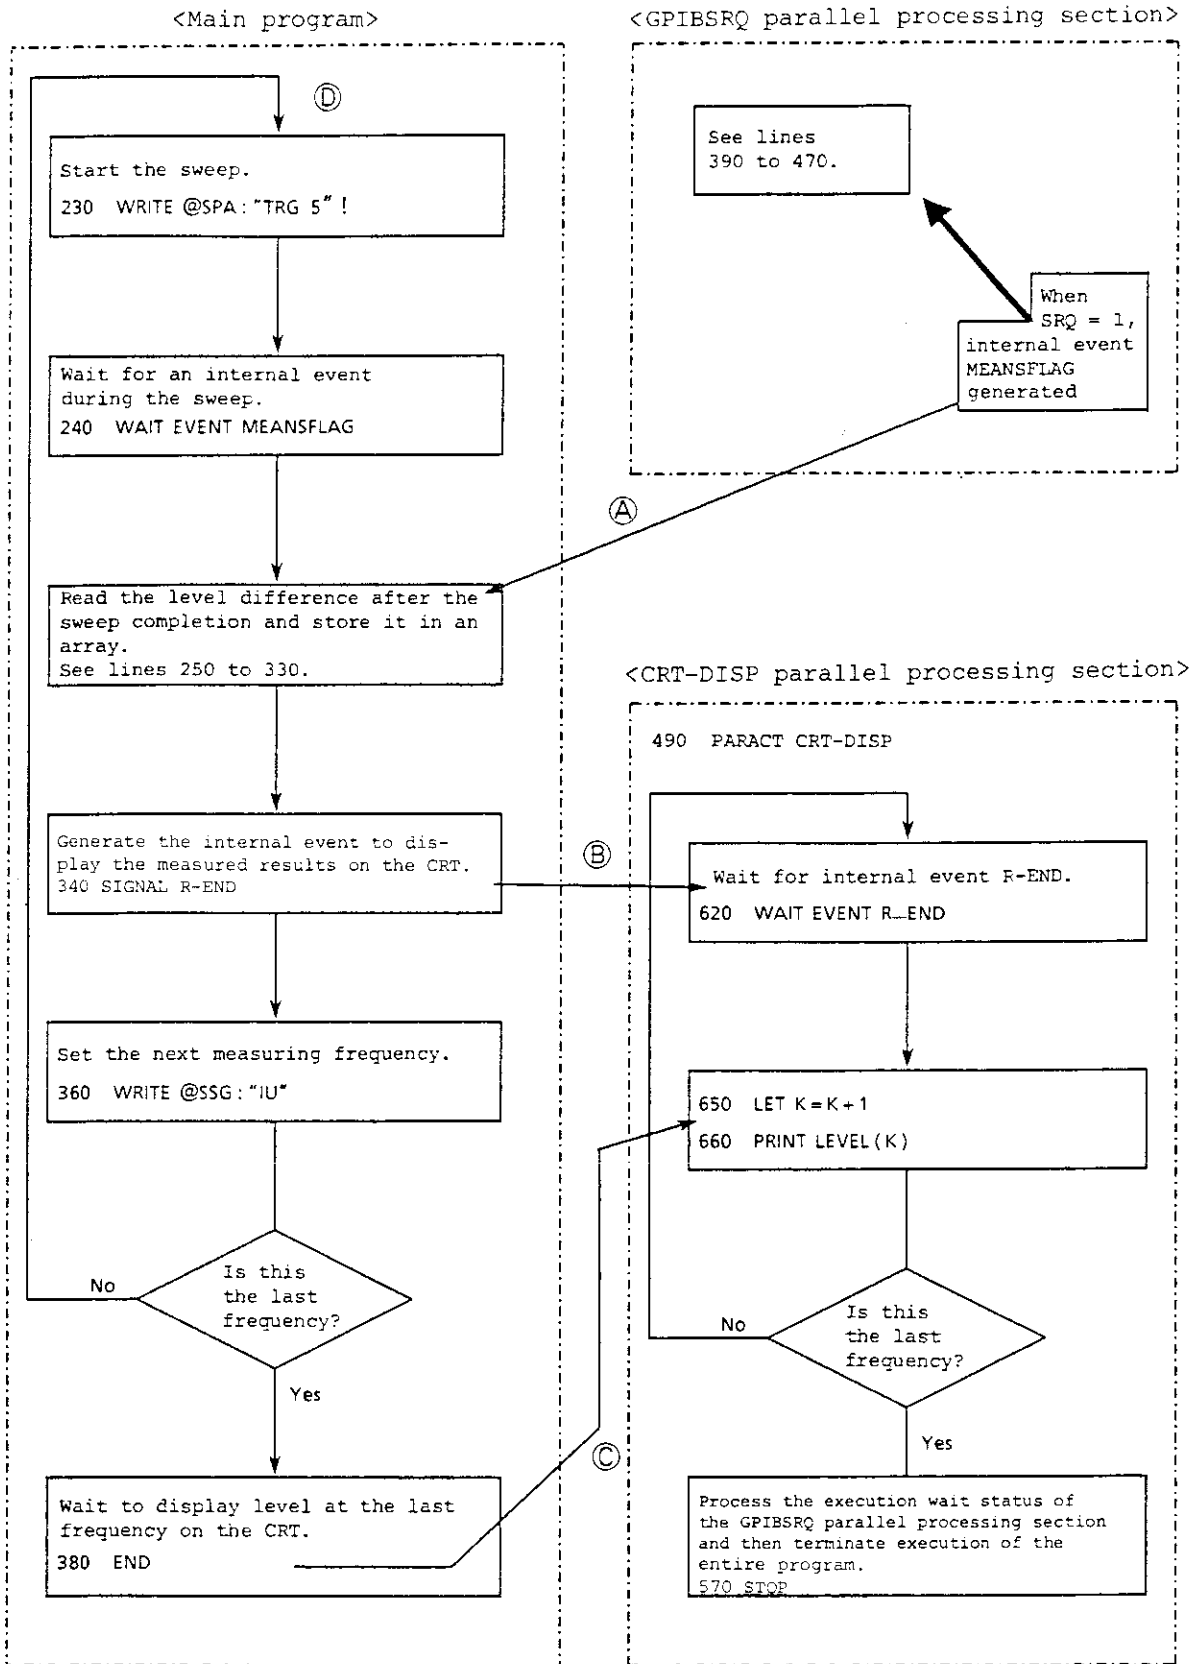 <Main program>
Ⓓ
Start the sweep.
230 WRITE @SPA: "TRG 5" !
Wait for an internal event
during the sweep.
240 WAIT EVENT MEANSFLAG
Read the level difference after the
sweep completion and store it in an
array.
See lines 250 to 330.
Generate the internal event to dis-
play the measured results on the CRT.
340 SIGNAL R-END
Set the next measuring frequency.
360 WRITE @SSG: "IU"
No
Is this
the last
frequency?
Yes
Wait to display level at the last
frequency on the CRT.
380 END
<GPIBSRQ parallel processing section>
See lines
390 to 470.
When
SRQ = 1,
internal event
MEANSFLAG
generated
Ⓐ
<CRT-DISP parallel processing section>
490 PARACT CRT-DISP
Ⓑ
Wait for internal event R-END.
620 WAIT EVENT R_END
650 LET K=K+1
660 PRINT LEVEL(K)
No
Is this
the last
frequency?
Yes
Ⓒ
Process the execution wait status of
the GPIBSRQ parallel processing section
and then terminate execution of the
entire program.
570 STOP